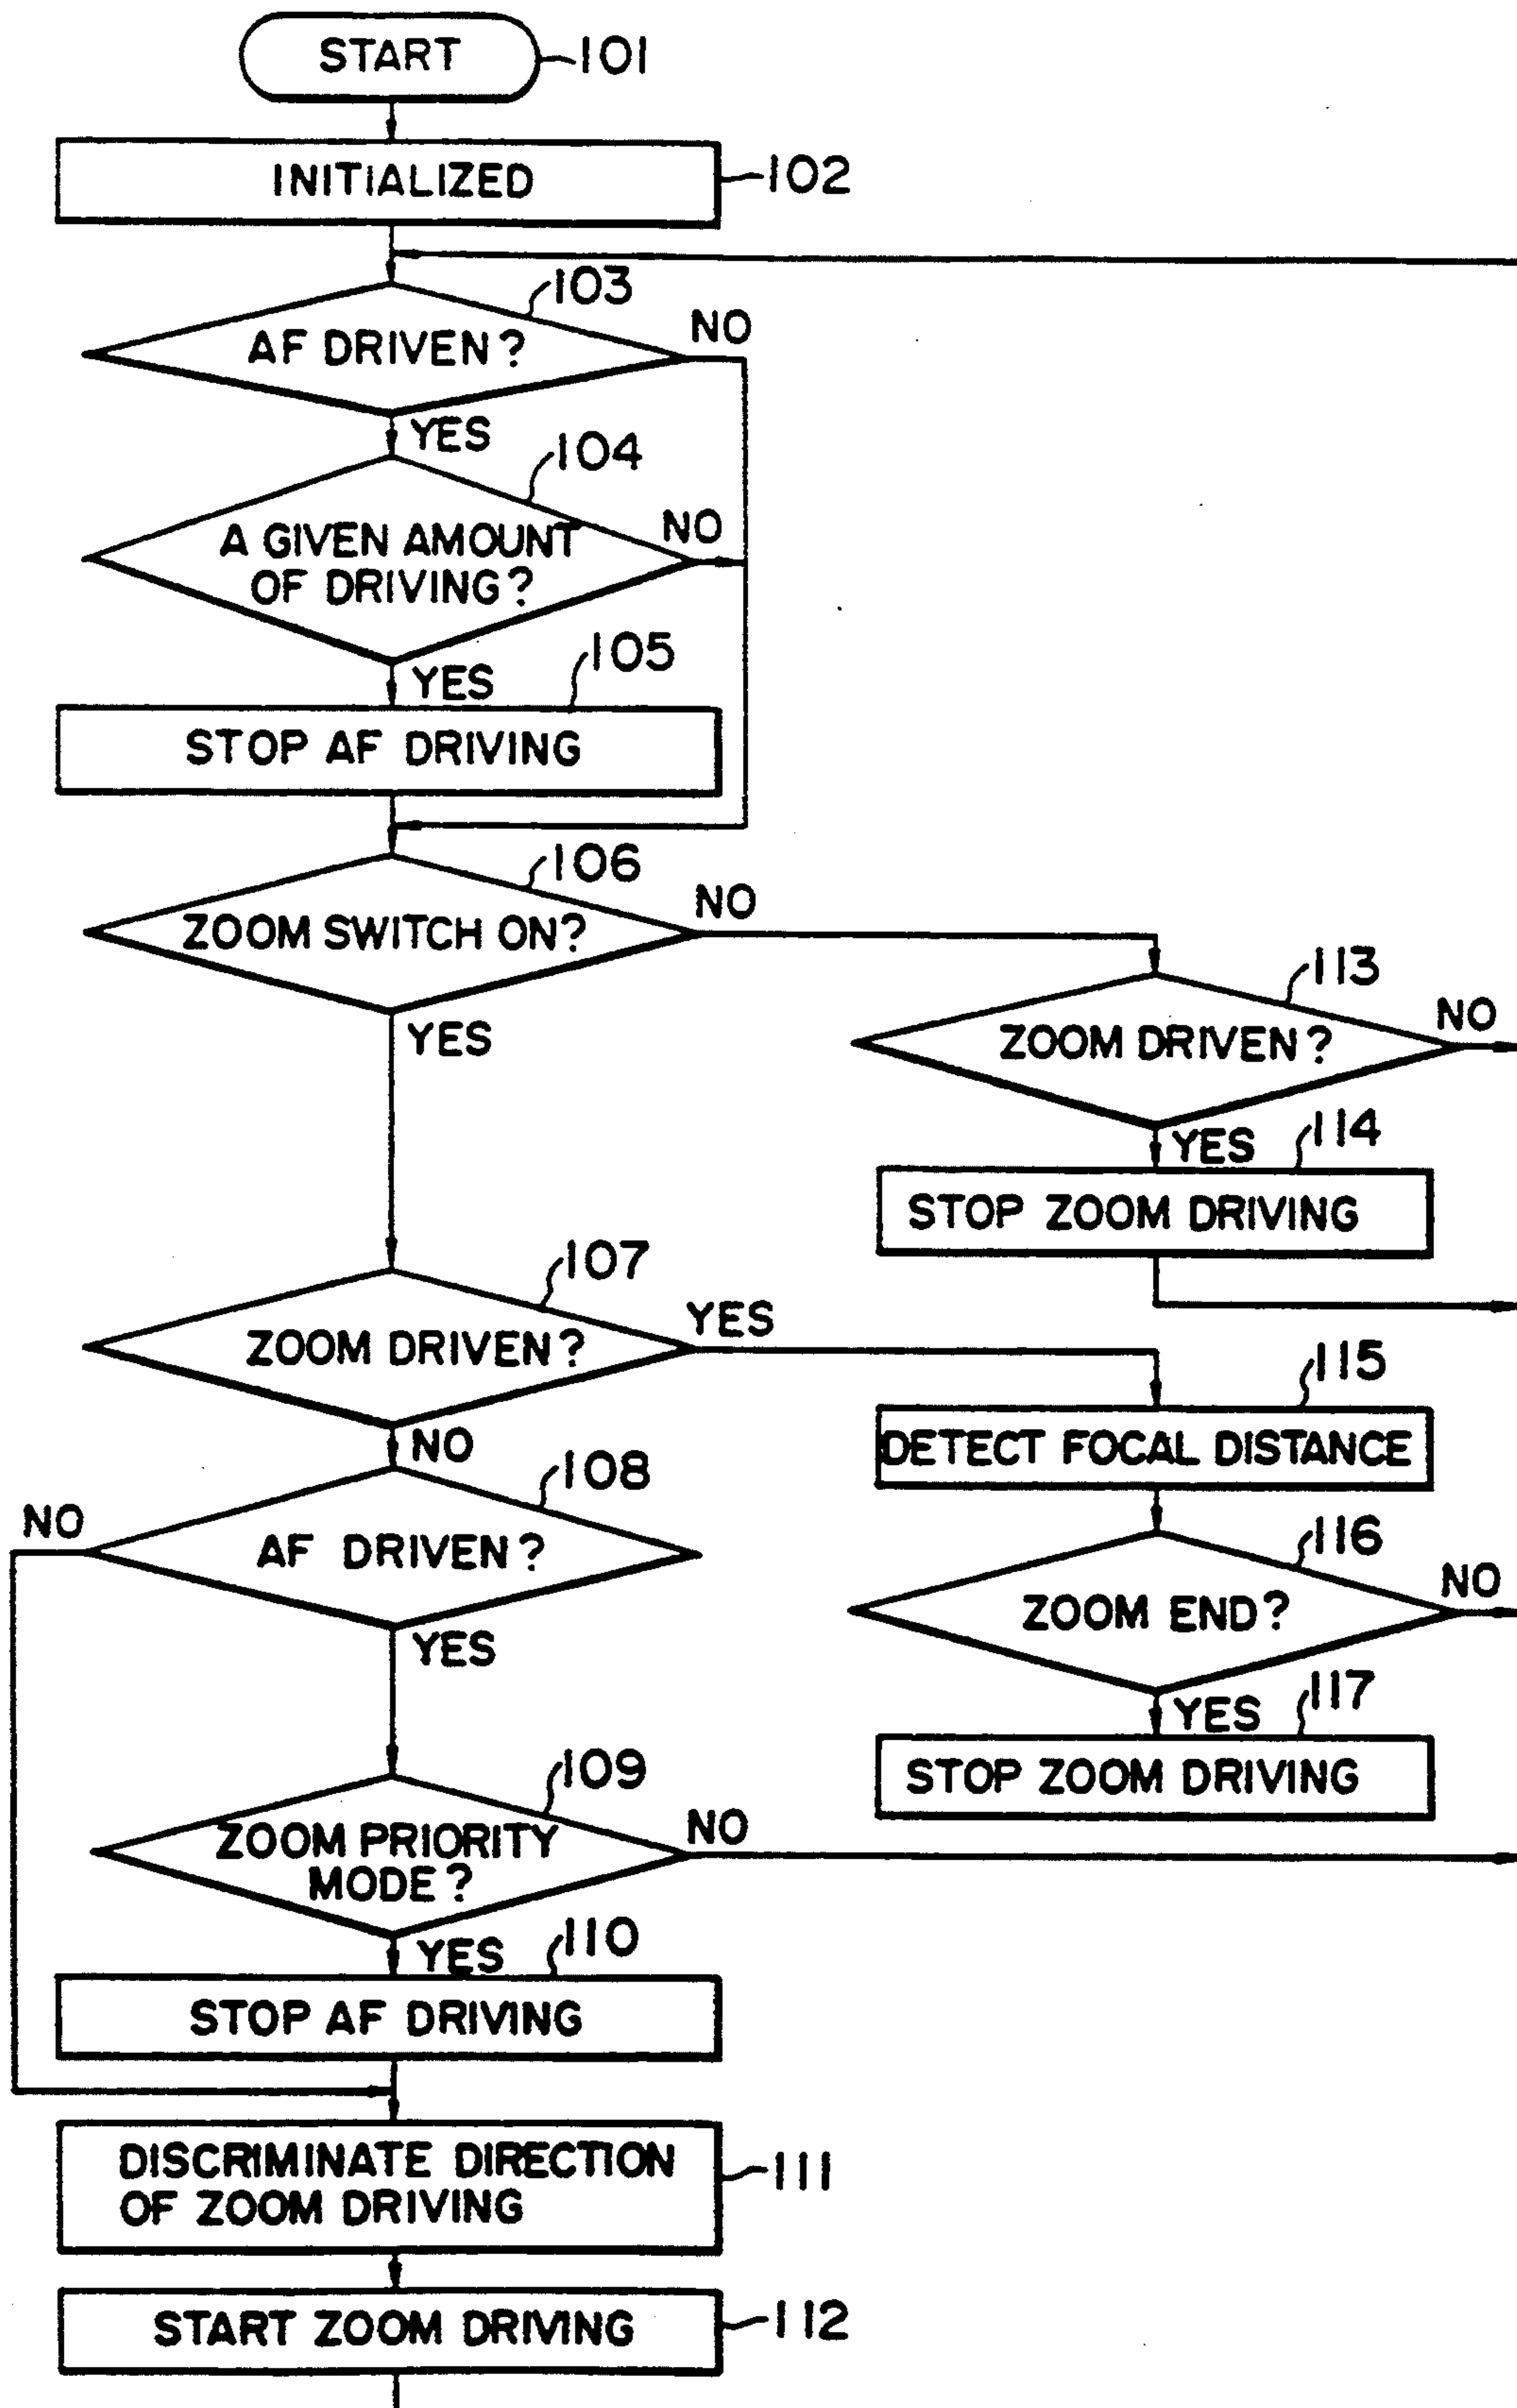 START
101
INITIALIZED
102
103
AF DRIVEN?
NO
YES
104
A GIVEN AMOUNT
OF DRIVING?
NO
YES
105
STOP AF DRIVING
106
ZOOM SWITCH ON?
NO
YES
113
ZOOM DRIVEN?
NO
YES
114
STOP ZOOM DRIVING
107
ZOOM DRIVEN?
YES
NO
115
DETECT FOCAL DISTANCE
108
AF DRIVEN?
NO
YES
116
ZOOM END?
NO
YES
117
STOP ZOOM DRIVING
109
ZOOM PRIORITY
MODE?
NO
YES
110
STOP AF DRIVING
DISCRIMINATE DIRECTION
OF ZOOM DRIVING
111
START ZOOM DRIVING
112